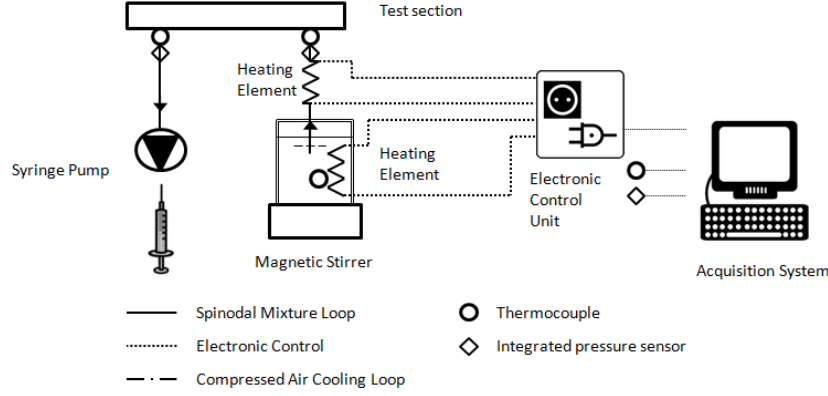 Test section
Heating
Element
Heating
Element
Syringe Pump
Electronic
Control
Unit
Magnetic Stirrer
Acquisition System
Spinodal Mixture Loop
Thermocouple
Electronic Control
Integrated pressure sensor
Compressed Air Cooling Loop